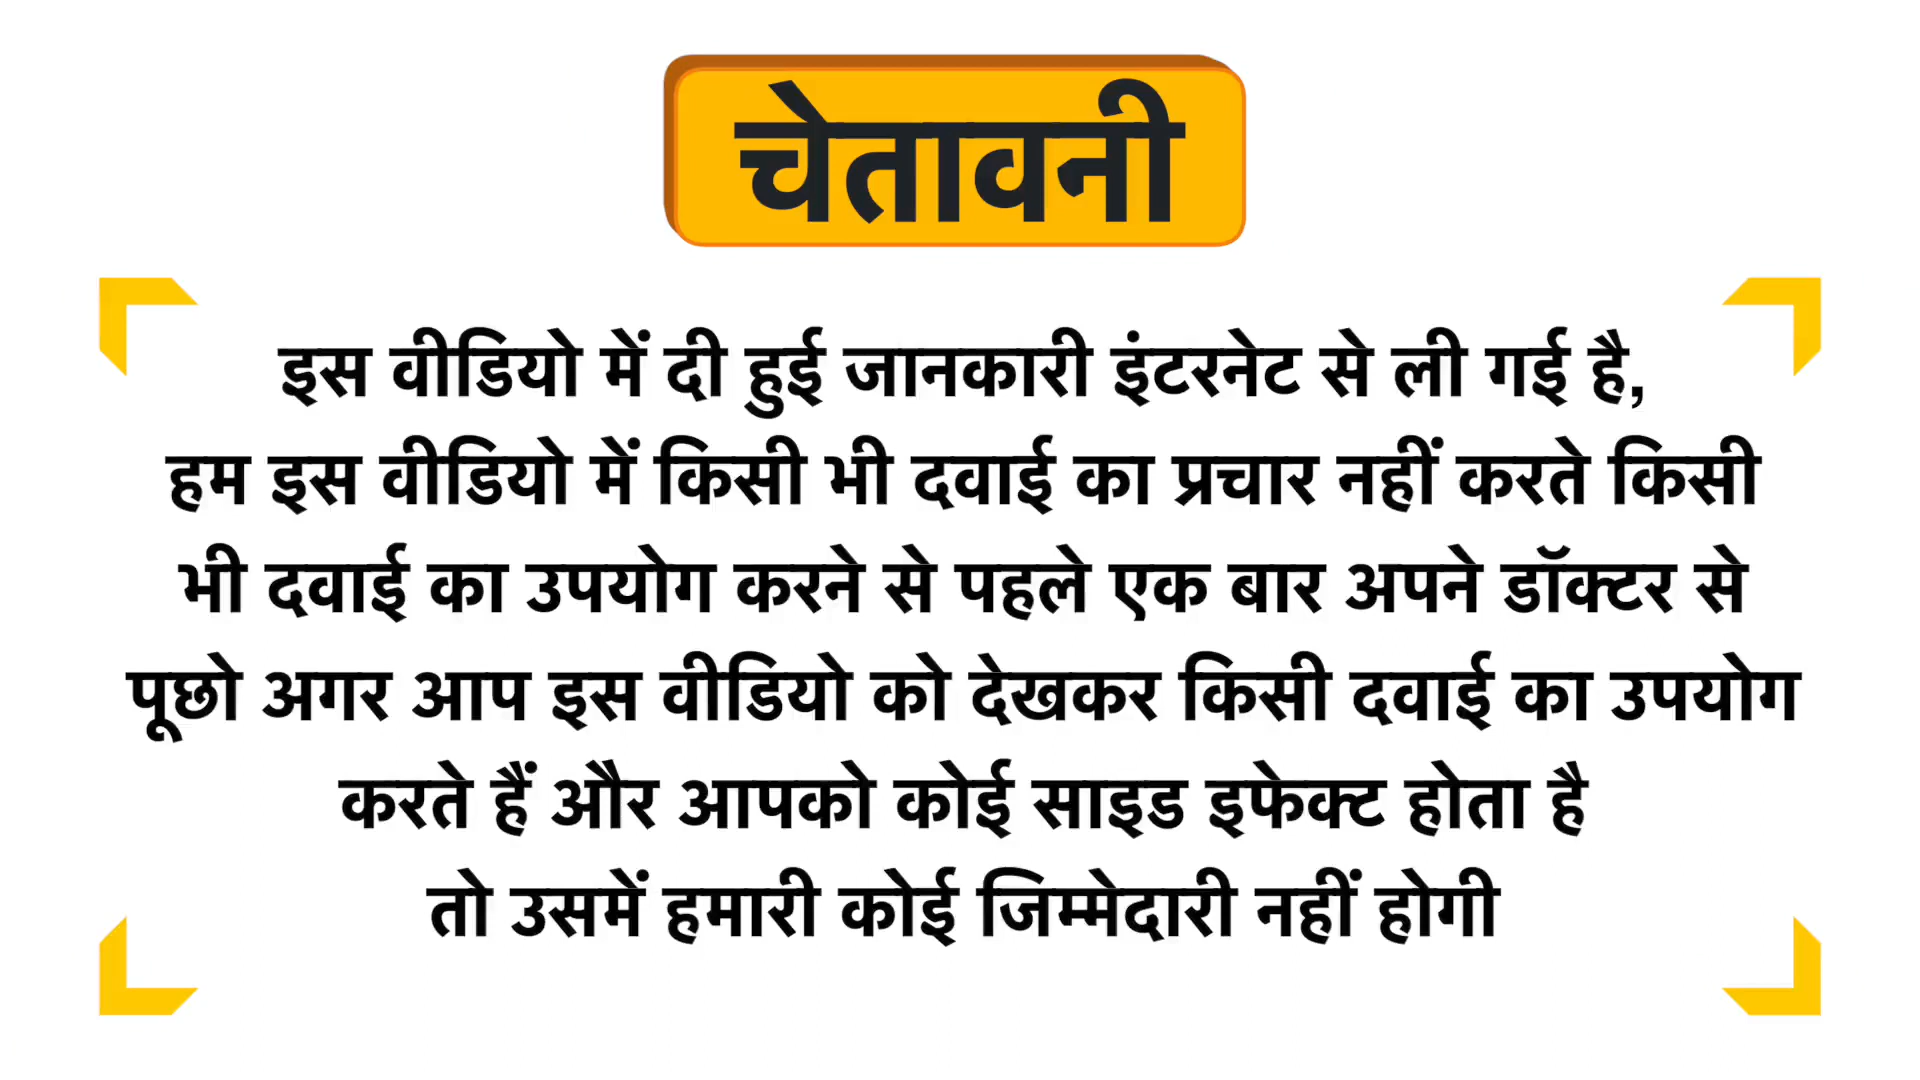 चेतावनी
इस वीडियो में दी हुई जानकारी इंटरनेट से ली गई है,
हम इस वीडियो में किसी भी दवाई का प्रचार नहीं करते किसी
भी दवाई का उपयोग करने से पहले एक बार अपने डॉक्टर से
पूछो अगर आप इस वीडियो को देखकर किसी दवाई का उपयोग
करते हैं और आपको कोई साइड इफेक्ट होता है
तो उसमें हमारी कोई जिम्मेदारी नहीं होगी